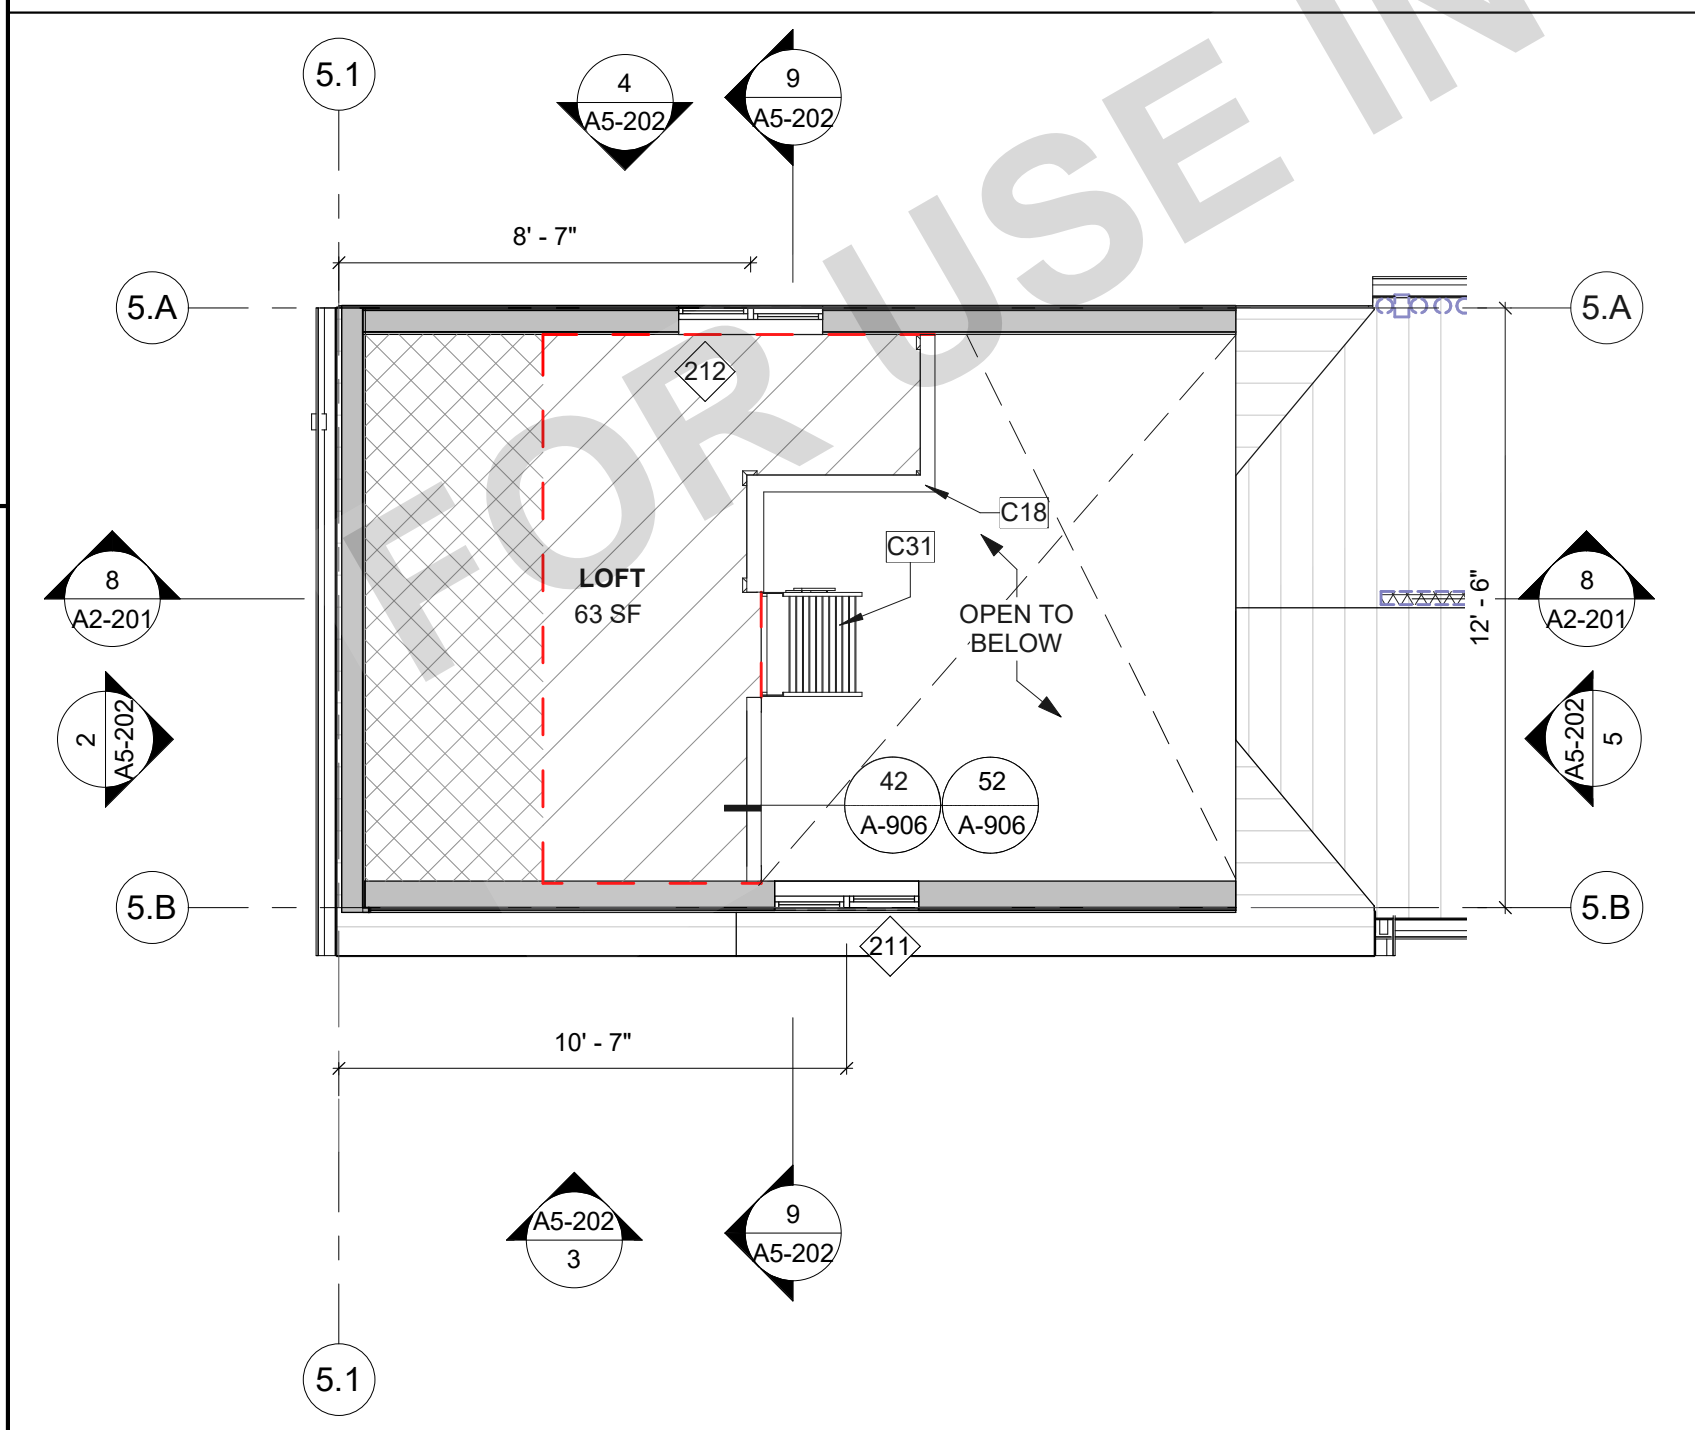 FOR USE IN
5.1
4
A5-202
9
A5-202
8' - 7"
5.A
5.A
212
C18
C31
LOFT
63 SF
OPEN TO
BELOW
12' - 6"
8
A2-201
8
A2-201
2
A5-202
A5-202
5
42
A-906
52
A-906
5.B
5.B
211
10' - 7"
A5-202
3
9
A5-202
5.1